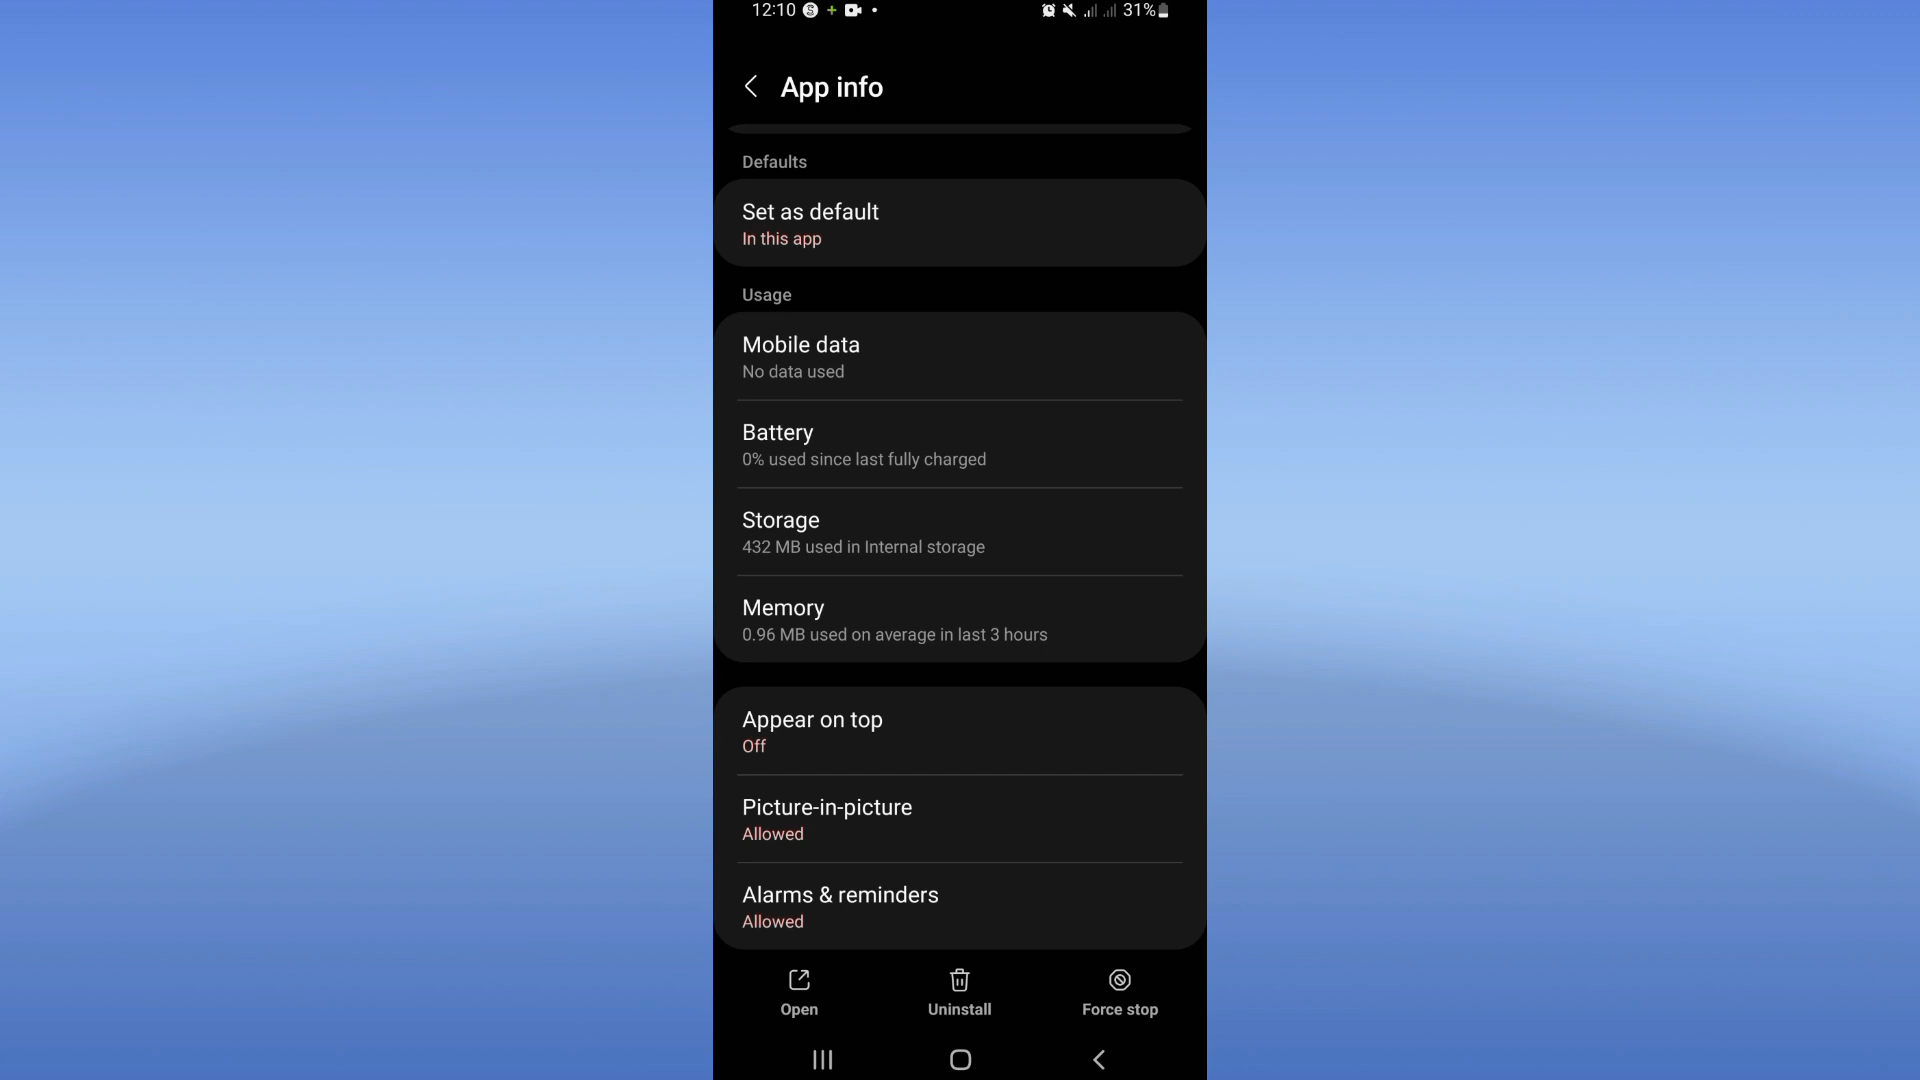 12:10 31%
App info
Defaults
Set as default
In this app
Usage
Mobile data
No data used
Battery
0% used since last fully charged
Storage
432 MB used in Internal storage
Memory
0.96 MB used on average in last 3 hours
Appear on top
Off
Picture-in-picture
Allowed
Alarms & reminders
Allowed
Open Uninstall Force stop